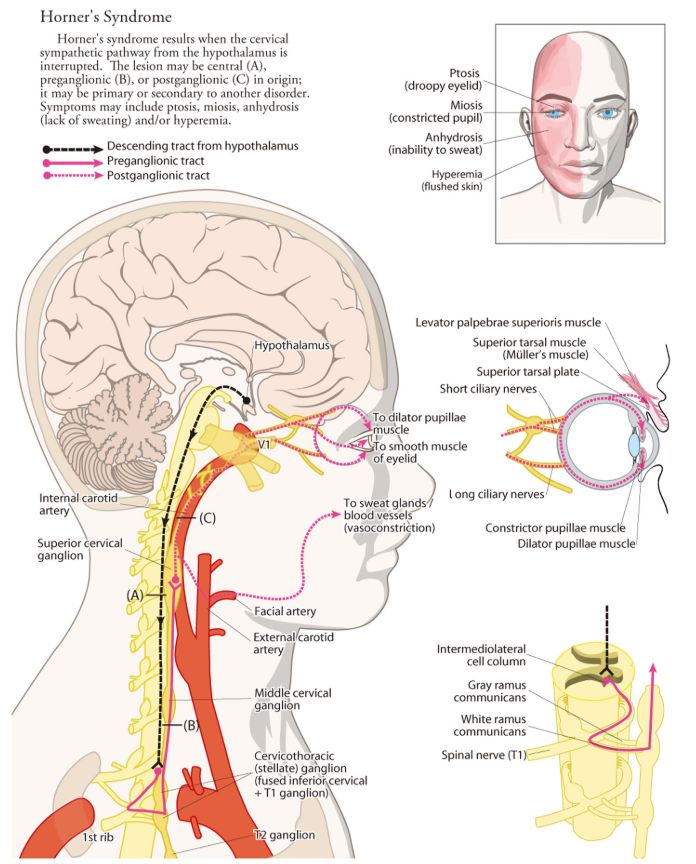 Horner's Syndrome
Horner's syndrome results when the cervical
sympathetic pathway from the hypothalamus is
interrupted. The lesion may be central (A),
preganglionic (B), or postganglionic (C) in origin;
it may be primary or secondary to another disorder.
Symptoms may include ptosis, miosis, anhydrosis
(lack of sweating) and/or hyperemia.
Descending tract from hypothalamus
Preganglionic tract
Postganglionic tract
Ptosis
(droopy eyelid)
Miosis
(constricted pupil)
Anhydrosis
(inability to sweat)
Hyperemia
(flushed skin)
Hypothalamus
V1
To dilator pupillae
muscle
To smooth muscle
of eyelid
Internal carotid
artery
(C)
To sweat glands /
blood vessels
(vasoconstriction)
Superior cervical
ganglion
(A)
Facial artery
External carotid
artery
Middle cervical
ganglion
(B)
Cervicothoracic
(stellate) ganglion
(fused inferior cervical
+ T1 ganglion)
1st rib
T2 ganglion
Levator palpebrae superioris muscle
Superior tarsal muscle
(Müller's muscle)
Superior tarsal plate
Short ciliary nerves
Long ciliary nerves
Constrictor pupillae muscle
Dilator pupillae muscle
Intermediolateral
cell column
Gray ramus
communicans
White ramus
communicans
Spinal nerve (T1)